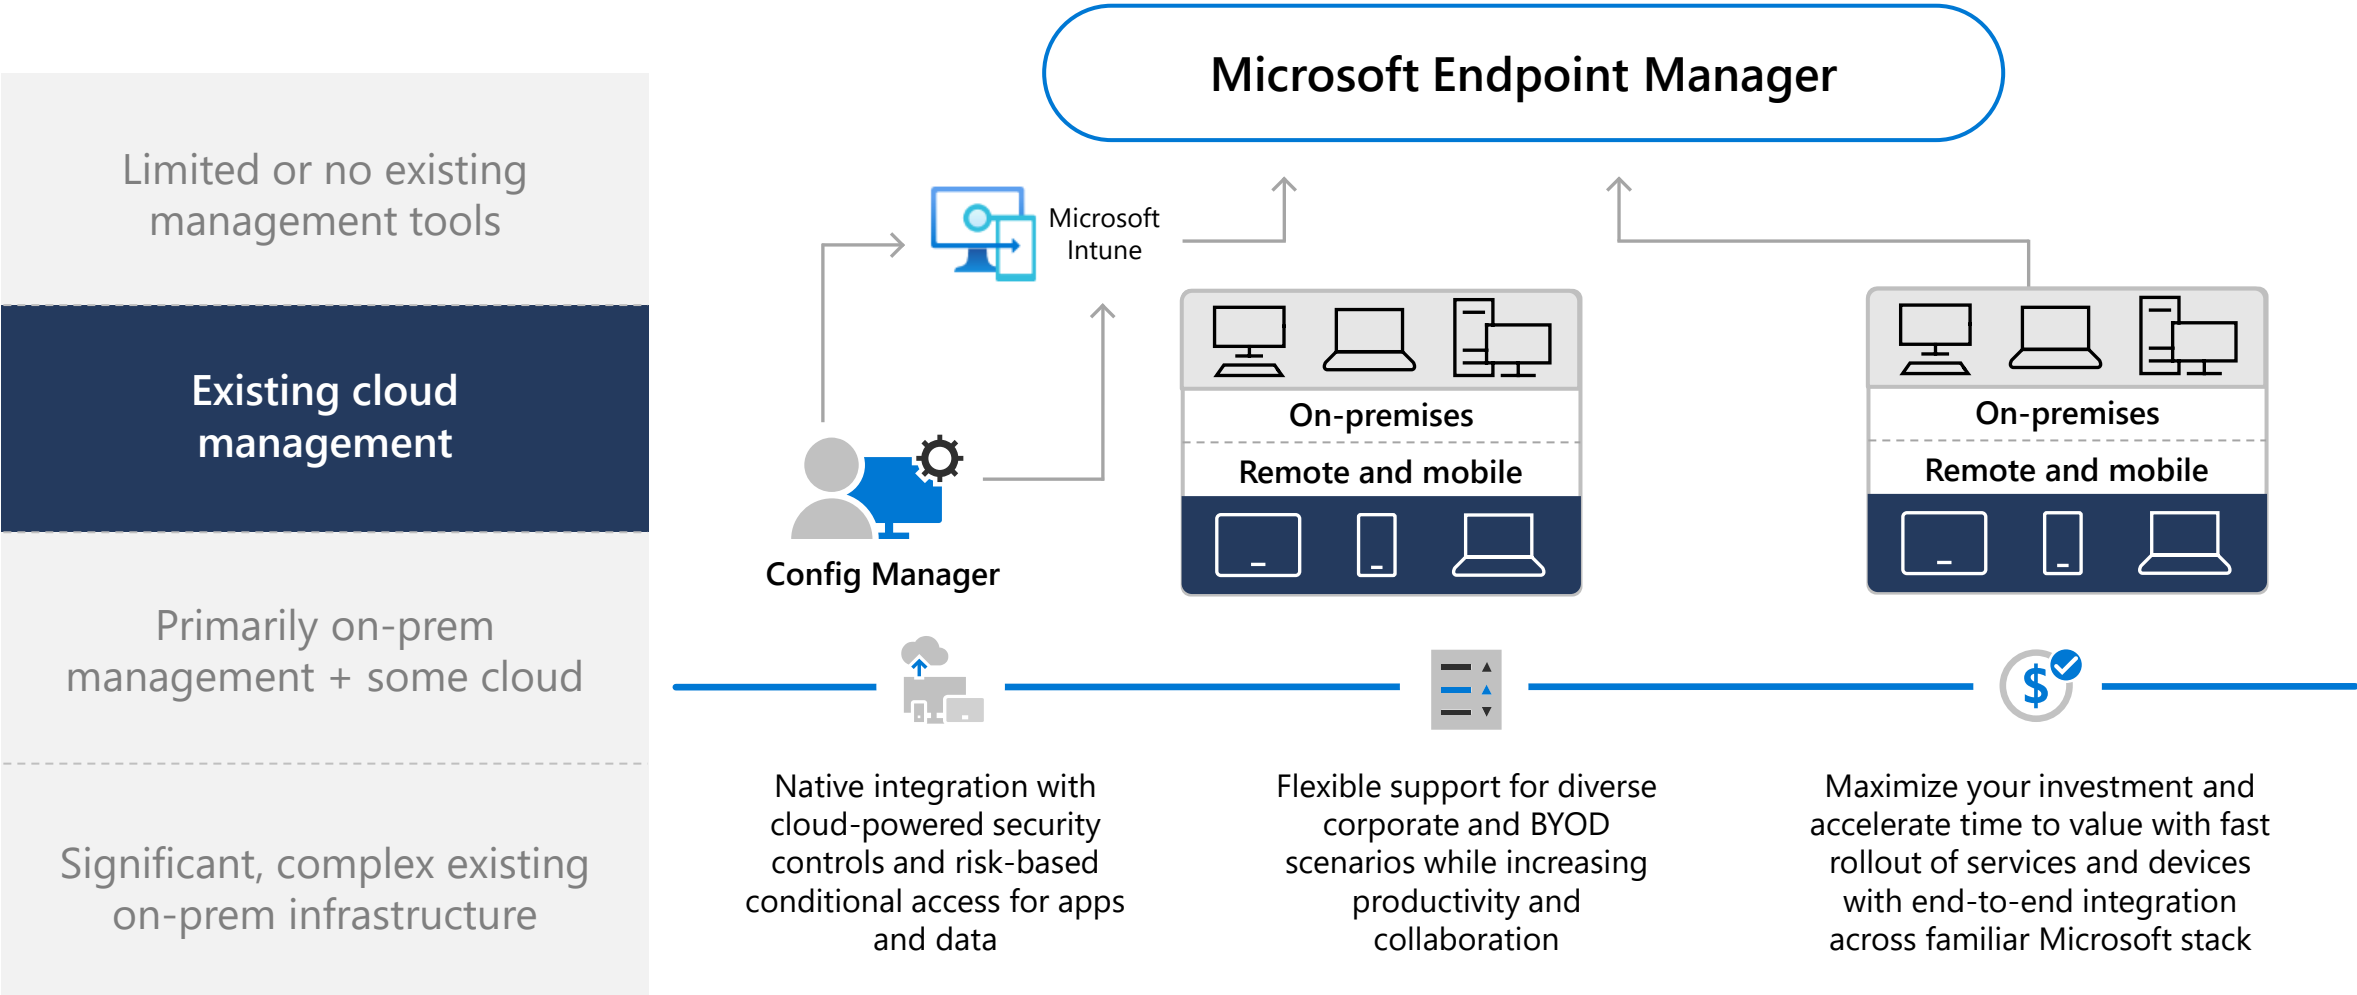 Microsoft Endpoint Manager
Limited or no existing
management tools
Existing cloud
management
Primarily on-prem
management + some cloud
Significant, complex existing
on-prem infrastructure
Microsoft
Intune
Config Manager
On-premises
Remote and mobile
On-premises
Remote and mobile
$
Native integration with
cloud-powered security
controls and risk-based
conditional access for apps
and data
Flexible support for diverse
corporate and BYOD
scenarios while increasing
productivity and
collaboration
Maximize your investment and
accelerate time to value with fast
rollout of services and devices
with end-to-end integration
across familiar Microsoft stack